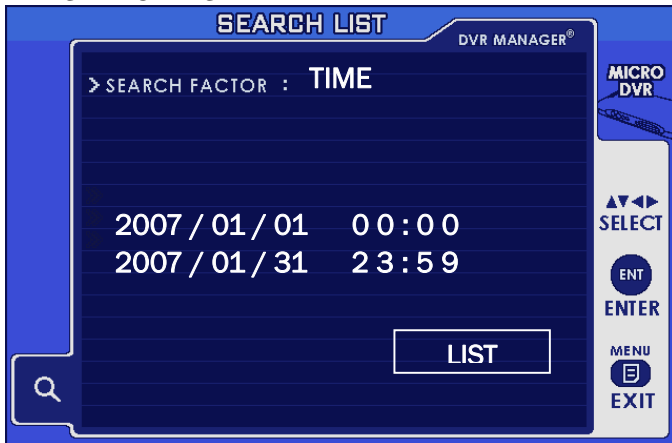 SEARCH LIST
DVR MANAGER®
MICRO
DVR
SEARCH FACTOR : TIME
2007/01/01 00:00
2007/01/31 23:59
LIST
SELECT
ENT
ENTER
MENU
EXIT